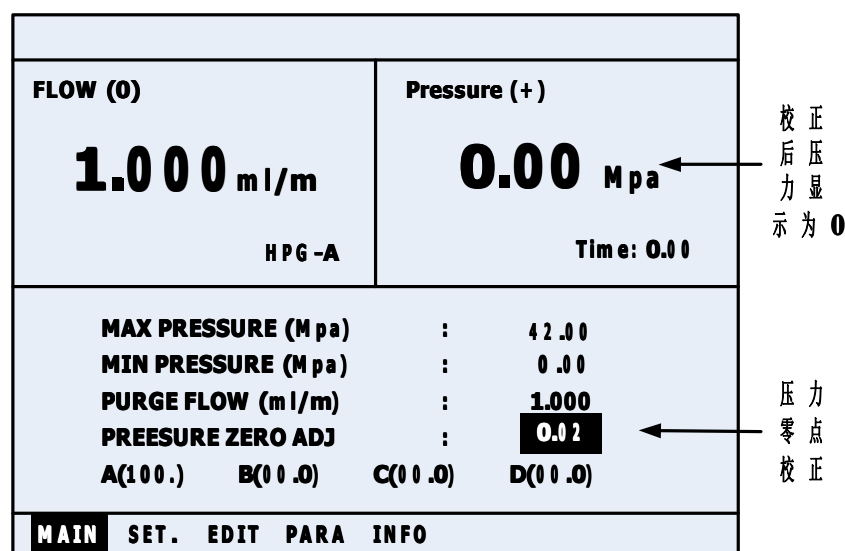 FLOW (0)
1.000 ml/m
HPG-A
Pressure (+)
0.00 Mpa
Time: 0.00
校正
后压
力显
示为0
MAX PRESSURE (Mpa) : 42.00
MIN PRESSURE (Mpa) : 0.00
PURGE FLOW (ml/m) : 1.000
PREESURE ZERO ADJ : 0.02
A(100.) B(00.0) C(00.0) D(00.0)
压力
零点
校正
MAIN SET. EDIT PARA INFO